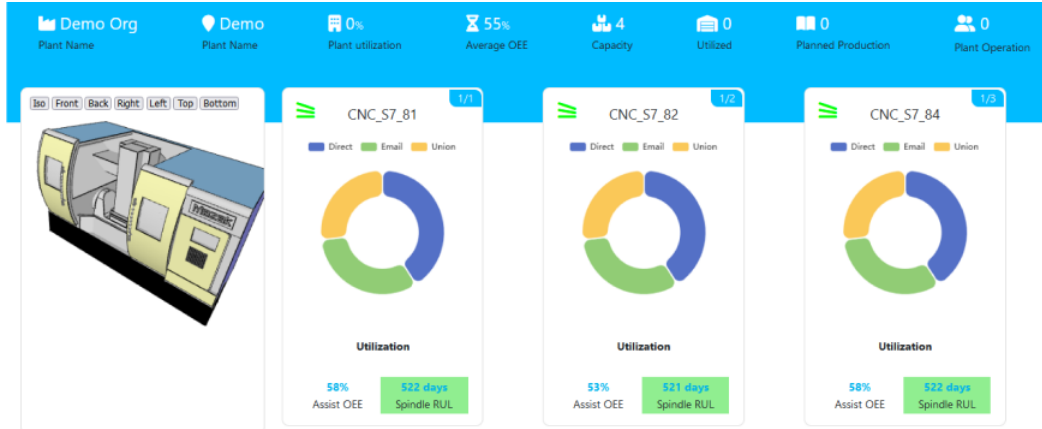 Demo Org
Plant Name
Demo
Plant Name
0%
Plant utilization
55%
Average OEE
4
Capacity
0
Utilized
0
Planned Production
0
Plant Operation
Iso Front Back Right Left Top Bottom
Mazak
1/1
CNC_S7_81
Direct Email Union
Utilization
58%
Assist OEE
522 days
Spindle RUL
1/2
CNC_S7_82
Direct Email Union
Utilization
53%
Assist OEE
521 days
Spindle RUL
1/3
CNC_S7_84
Direct Email Union
Utilization
58%
Assist OEE
522 days
Spindle RUL